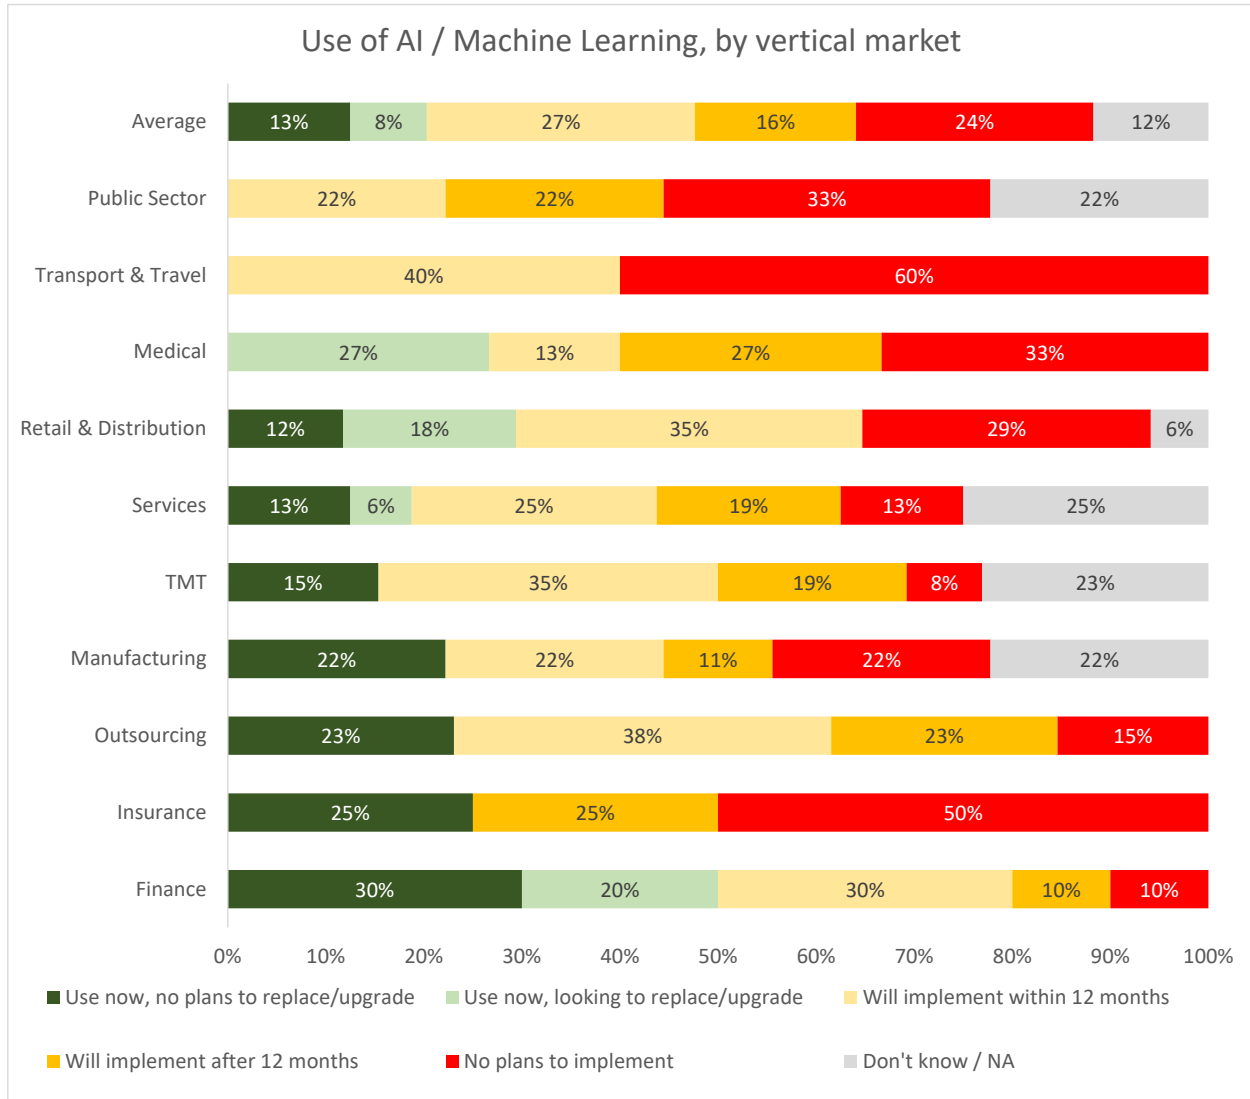 Use of AI / Machine Learning, by vertical market
Average 13% 8% 27% 16% 24% 12%
Public Sector 22% 22% 33% 22%
Transport & Travel 40% 60%
Medical 27% 13% 27% 33%
Retail & Distribution 12% 18% 35% 29% 6%
Services 13% 6% 25% 19% 13% 25%
TMT 15% 35% 19% 8% 23%
Manufacturing 22% 22% 11% 22% 22%
Outsourcing 23% 38% 23% 15%
Insurance 25% 25% 50%
Finance 30% 20% 30% 10% 10%
0% 10% 20% 30% 40% 50% 60% 70% 80% 90% 100%
Use now, no plans to replace/upgrade Use now, looking to replace/upgrade Will implement within 12 months
Will implement after 12 months No plans to implement Don't know / NA